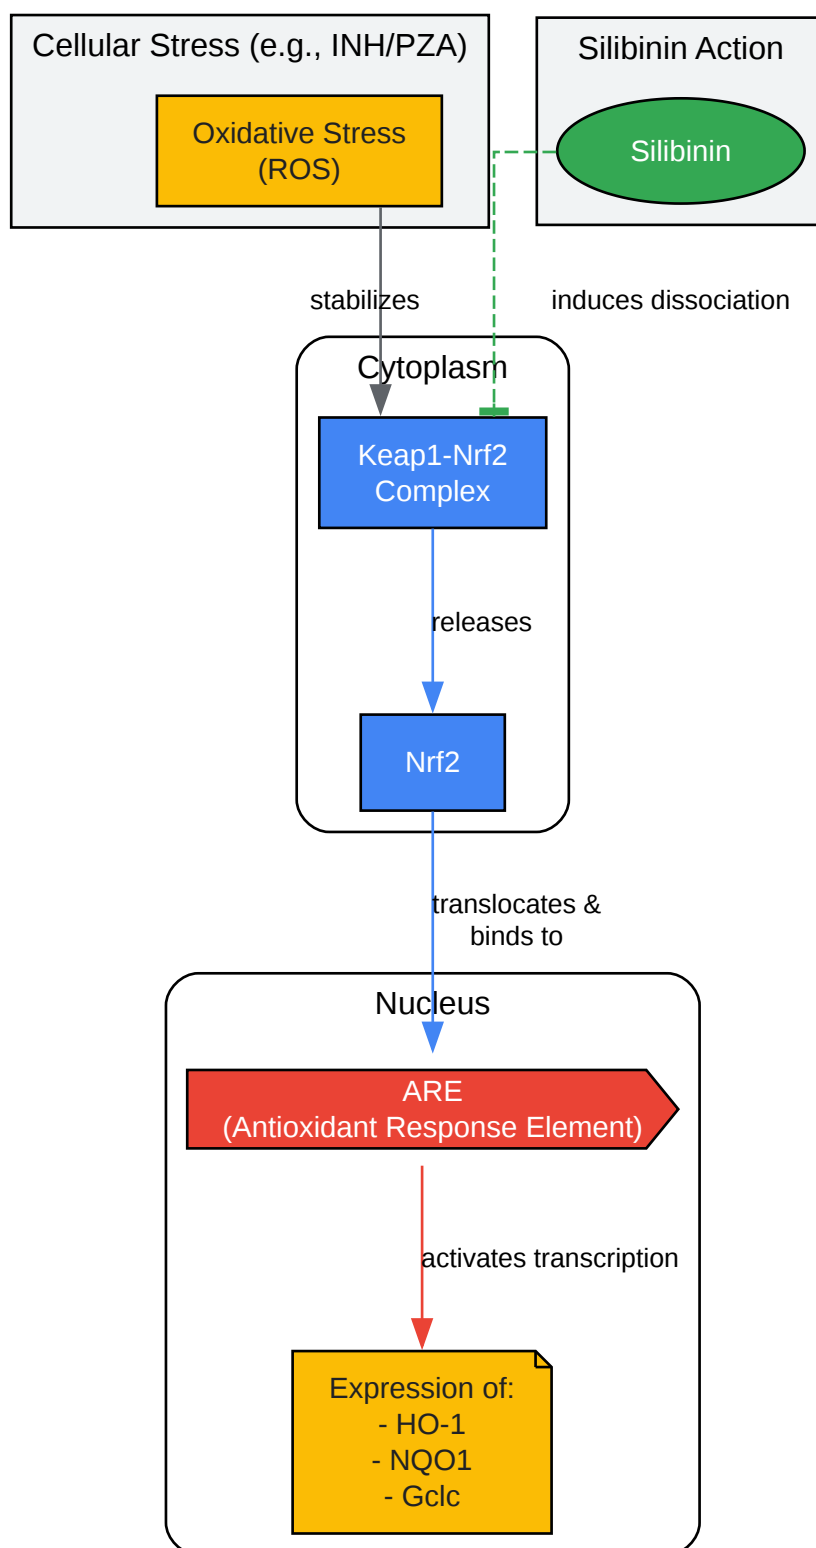 Cellular Stress (e.g., INH/PZA)
Oxidative Stress
(ROS)
Silibinin Action
Silibinin
stabilizes
induces dissociation
Cytoplasm
Keap1-Nrf2
Complex
releases
Nrf2
translocates &
binds to
Nucleus
ARE
(Antioxidant Response Element)
activates transcription
Expression of:
- HO-1
- NQO1
- Gclc